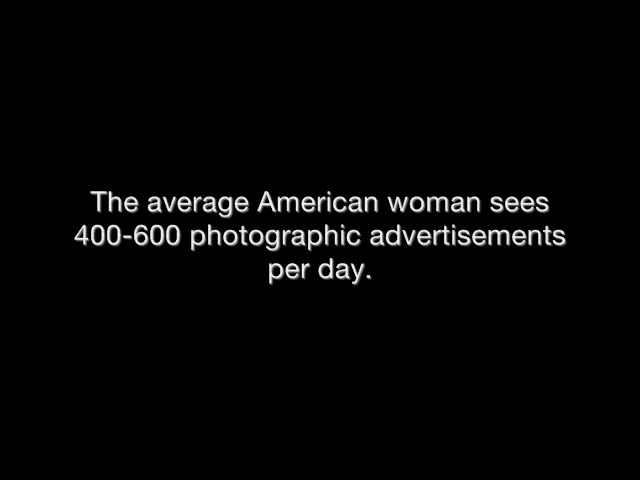 The average American woman sees
400-600 photographic advertisements
per day.